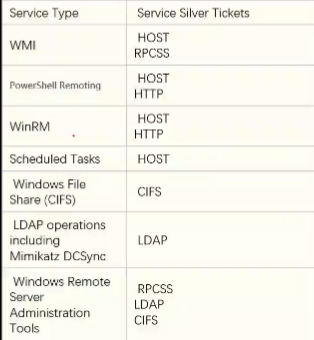 Service Type Service Silver Tickets
WMI
HOST
RPCSS
PowerShell Remoting
HOST
HTTP
WinRM
HOST
HTTP
Scheduled Tasks HOST
Windows File
Share (CIFS)
CIFS
LDAP operations
including
Mimikatz DCSync
LDAP
Windows Remote
Server
Administration
Tools
RPCSS
LDAP
CIFS